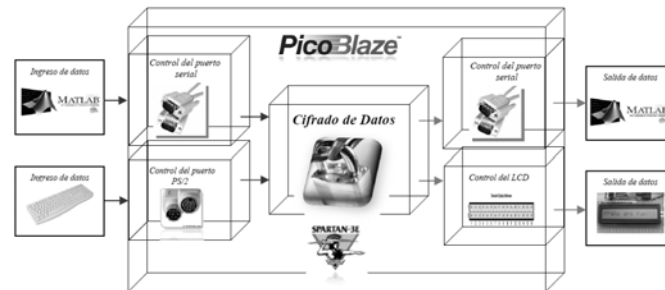 PicoBlaze™
Ingreso de datos
MATLAB
Control del puerto
serial
Cifrado de Datos
Control del puerto
serial
Salida de datos
MATLAB
Ingreso de datos
Control del puerto
PS/2
Control del LCD
Salida de datos
SPARTAN-3E